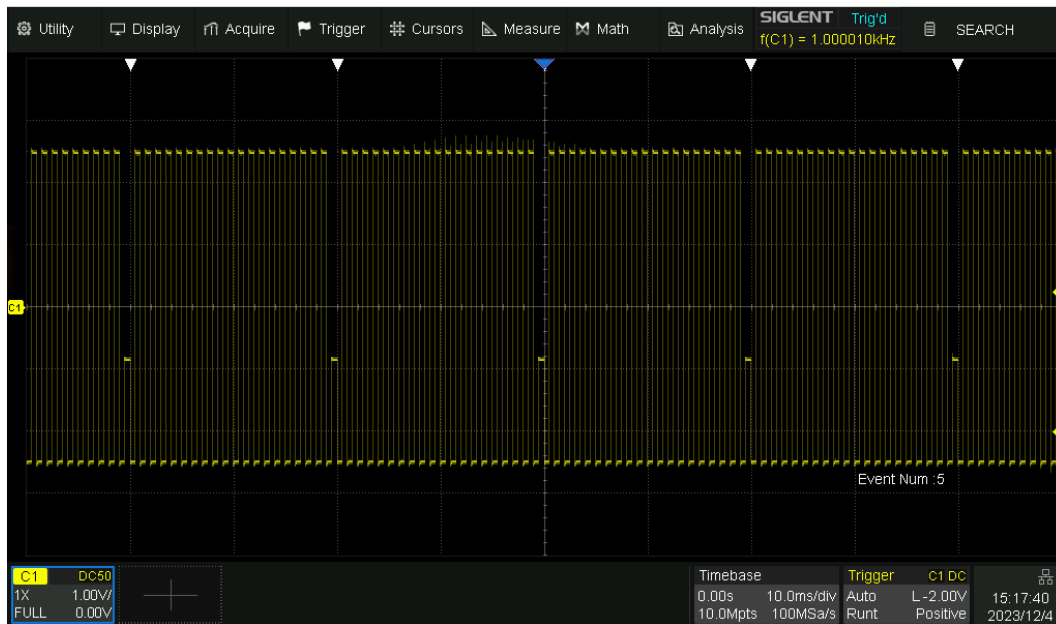 Utility Display Acquire Trigger Cursors Measure Math Analysis SIGLENT Trig'd SEARCH
f(C1) = 1.000010kHz
C1
Event Num :5
C1 DC50
1X 1.00V/
FULL 0.00V
Timebase
0.00s 10.0ms/div
10.0Mpts 100MSa/s
Trigger C1 DC
Auto L-2.00V
Runt Positive
15:17:40
2023/12/4